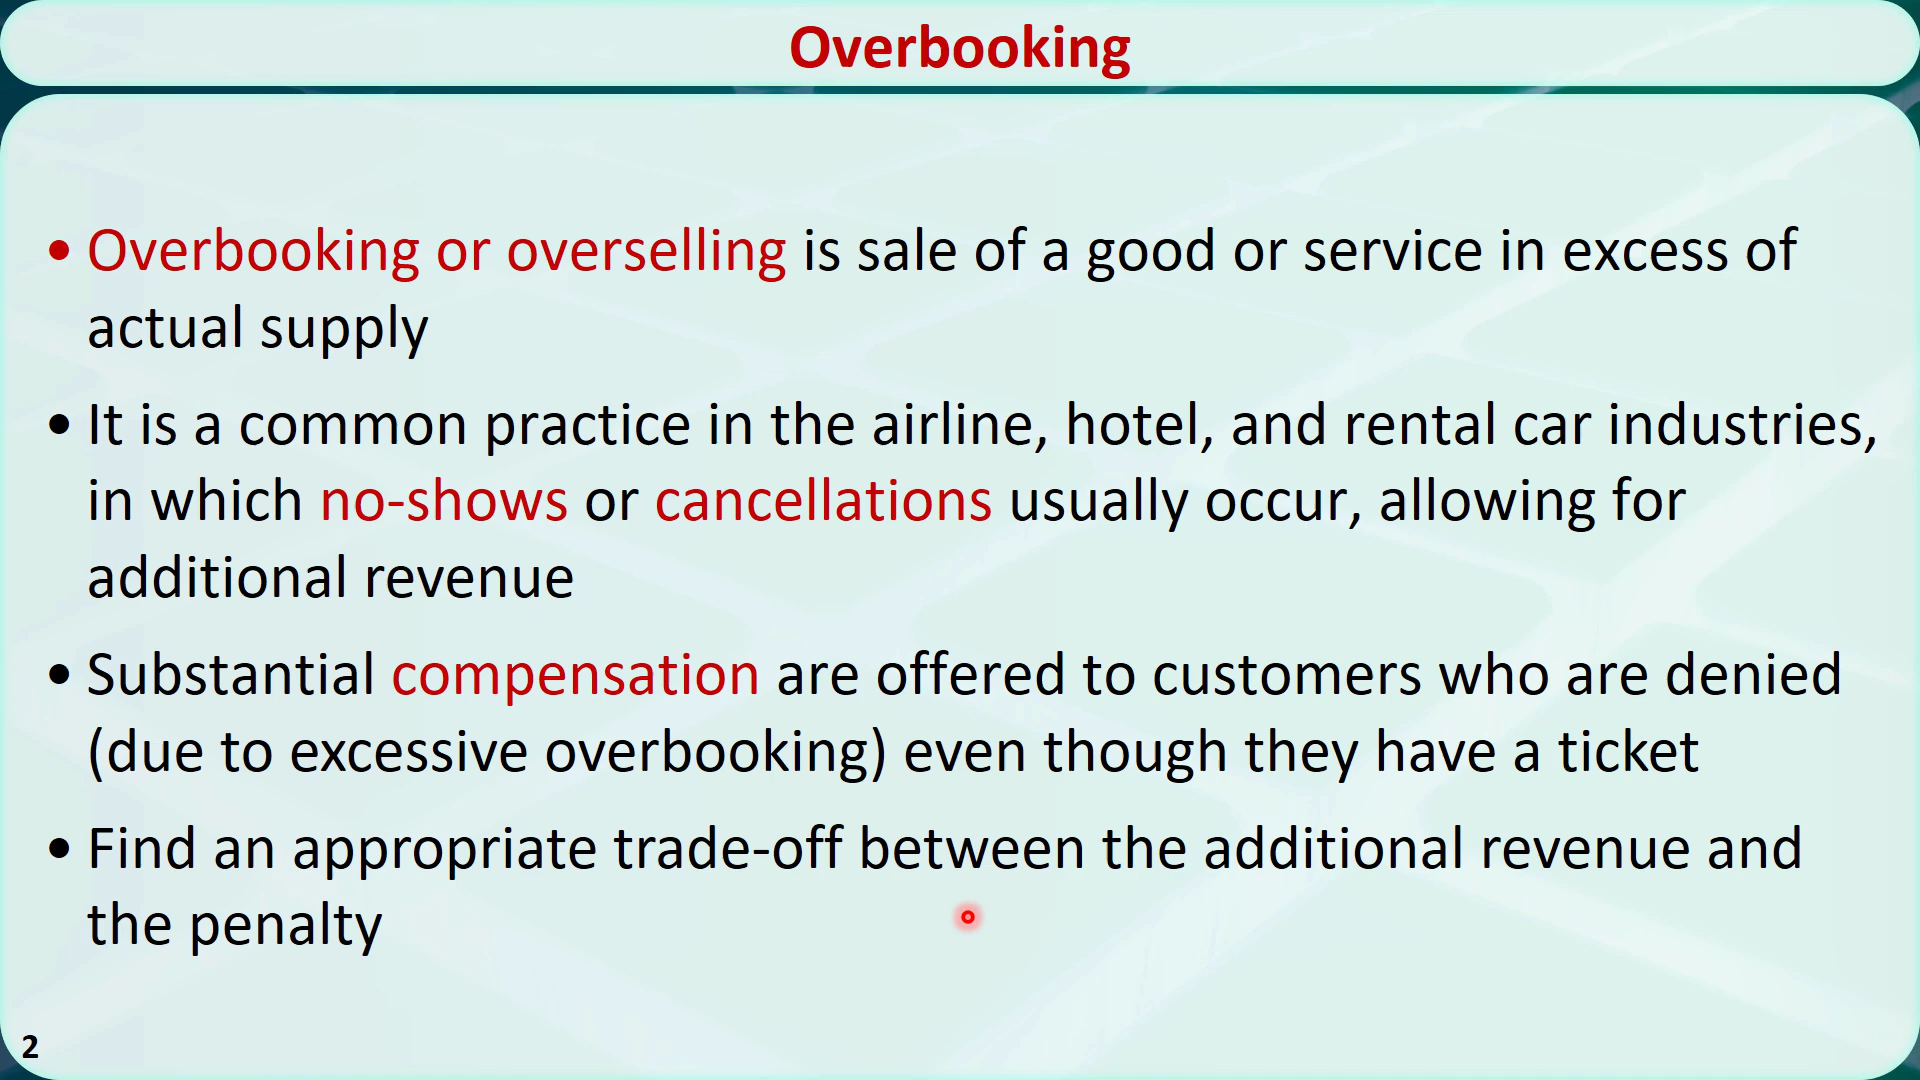 Overbooking
• Overbooking or overselling is sale of a good or service in excess of
actual supply
• It is a common practice in the airline, hotel, and rental car industries,
in which no-shows or cancellations usually occur, allowing for
additional revenue
• Substantial compensation are offered to customers who are denied
(due to excessive overbooking) even though they have a ticket
• Find an appropriate trade-off between the additional revenue and
the penalty
2